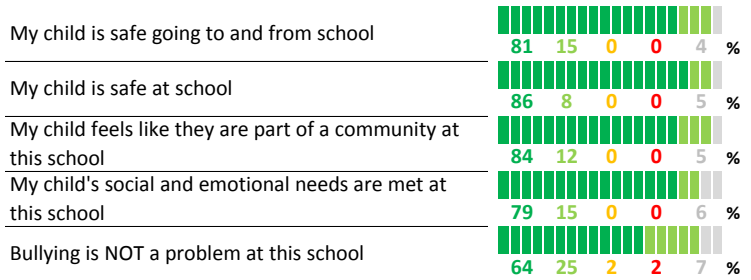 My child is safe going to and from school
81 15 0 0 4 %
My child is safe at school
86 8 0 0 5 %
My child feels like they are part of a community at
this school
84 12 0 0 5 %
My child's social and emotional needs are met at
this school
79 15 0 0 6 %
Bullying is NOT a problem at this school
64 25 2 2 7 %